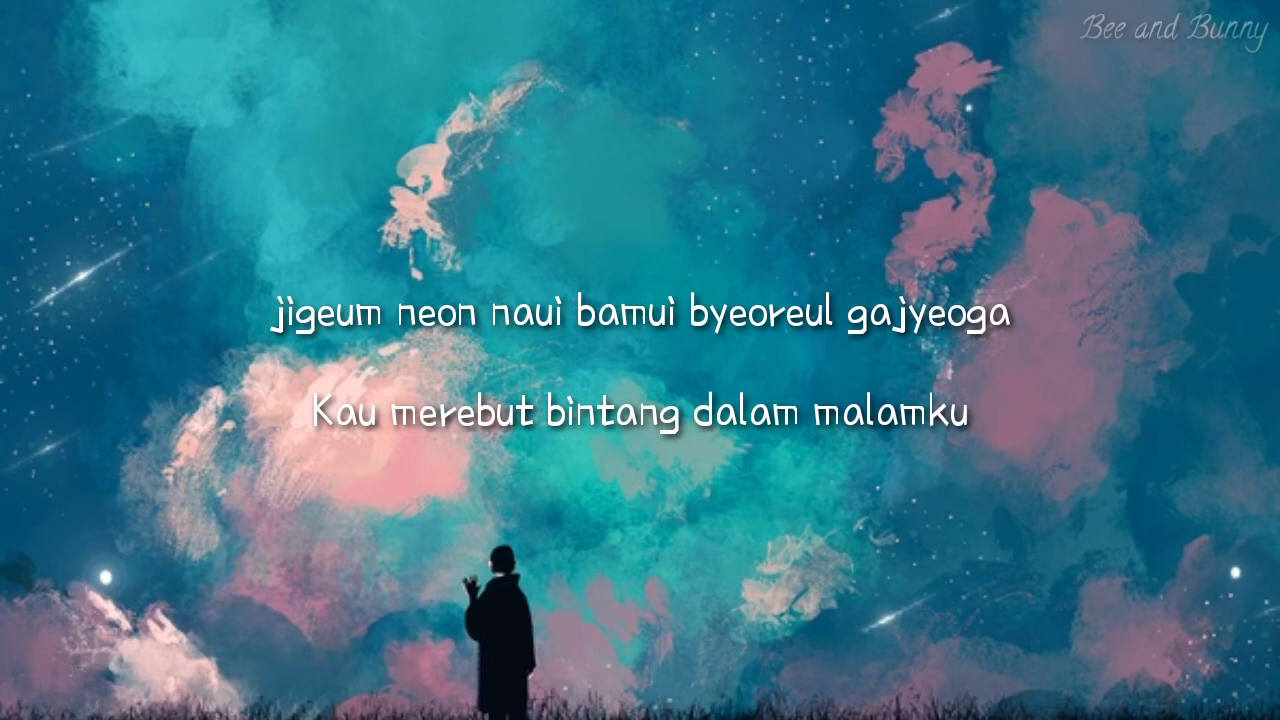 Bee and Bunny
jigeum neon naui bamui byeoreul gajyeoga
Kau merebut bintang dalam malamku